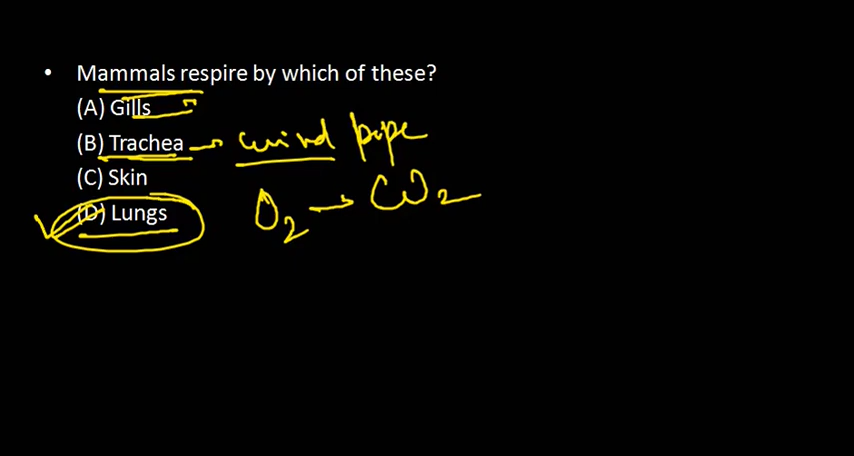 • Mammals respire by which of these?
(A) Gills
(B) Trachea → wind pipe
(C) Skin
(D) Lungs
O2 → CO2